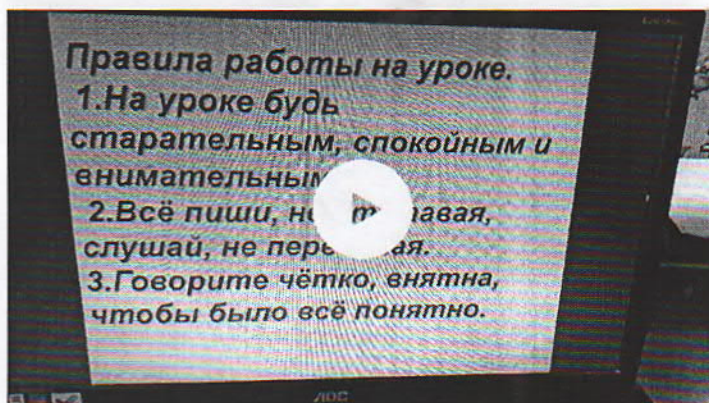 Правила работы на уроке.
1.На уроке будь
старательным, спокойным и
внимательным
2.Всё пиши,
слушай, не
3.Говорите чётко, внятна,
чтобы было всё понятно.
AOC